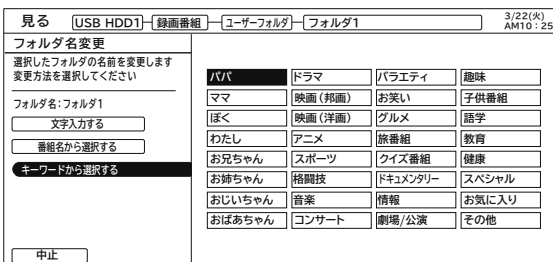 見る USB HDD1 録画番組 ユーザーフォルダ フォルダ1 3/22(火)
AM10:25
フォルダ名変更
選択したフォルダの名前を変更します
変更方法を選択してください
フォルダ名:フォルダ1
文字入力する
番組名から選択する
キーワードから選択する
中止
パパ ドラマ バラエティ 趣味
ママ 映画(邦画) お笑い 子供番組
ぼく 映画(洋画) グルメ 語学
わたし アニメ 旅番組 教育
お兄ちゃん スポーツ クイズ番組 健康
お姉ちゃん 格闘技 ドキュメンタリー スペシャル
おじいちゃん 音楽 情報 お気に入り
おばあちゃん コンサート 劇場/公演 その他